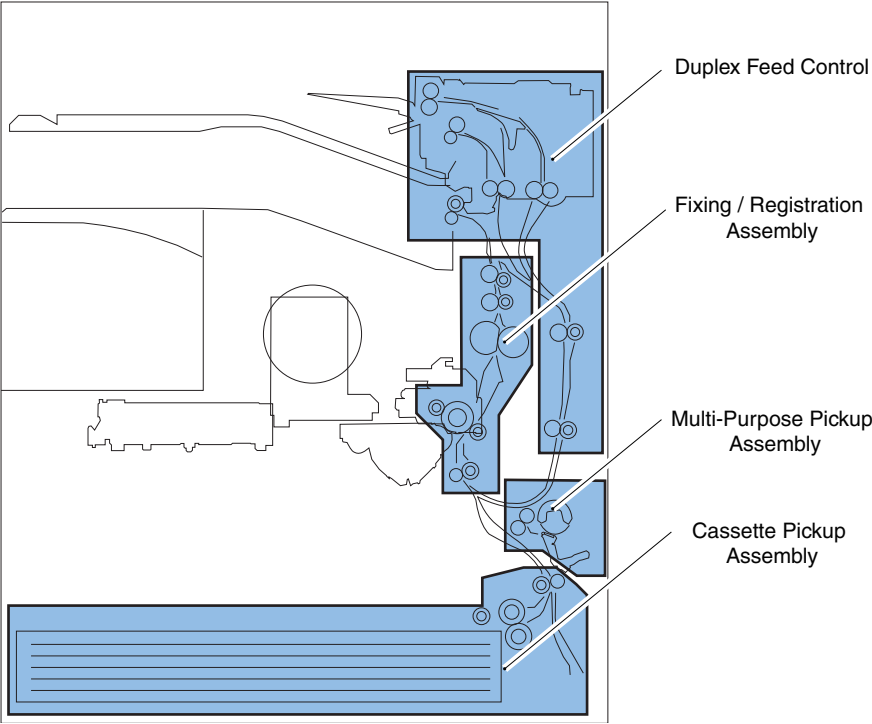 Duplex Feed Control
Fixing / Registration
Assembly
Multi-Purpose Pickup
Assembly
Cassette Pickup
Assembly